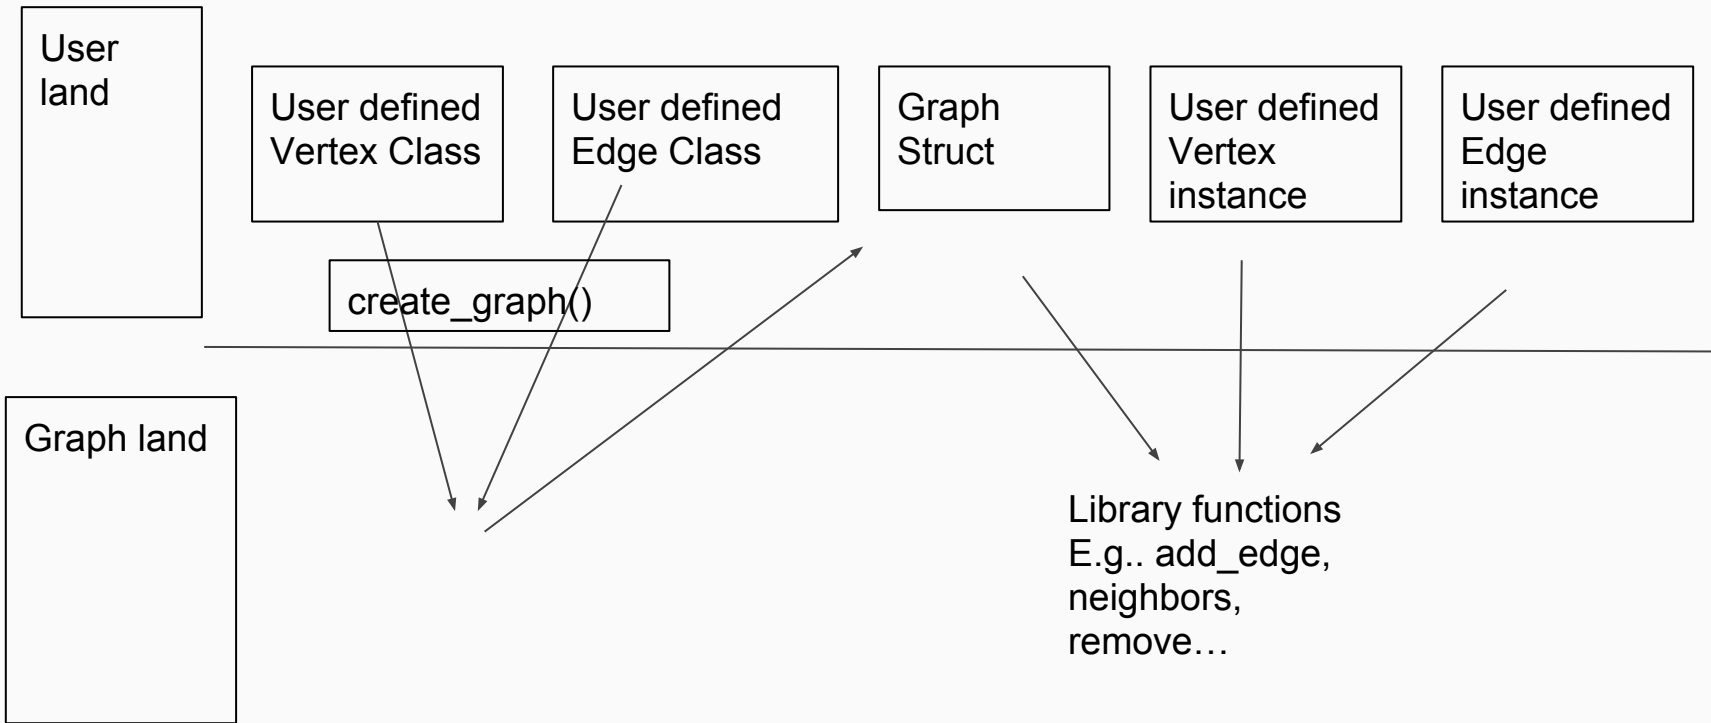 User
land
User defined
Vertex Class
User defined
Edge Class
Graph
Struct
User defined
Vertex
instance
User defined
Edge
instance
create_graph()
Graph land
Library functions
E.g.. add_edge,
neighbors,
remove…